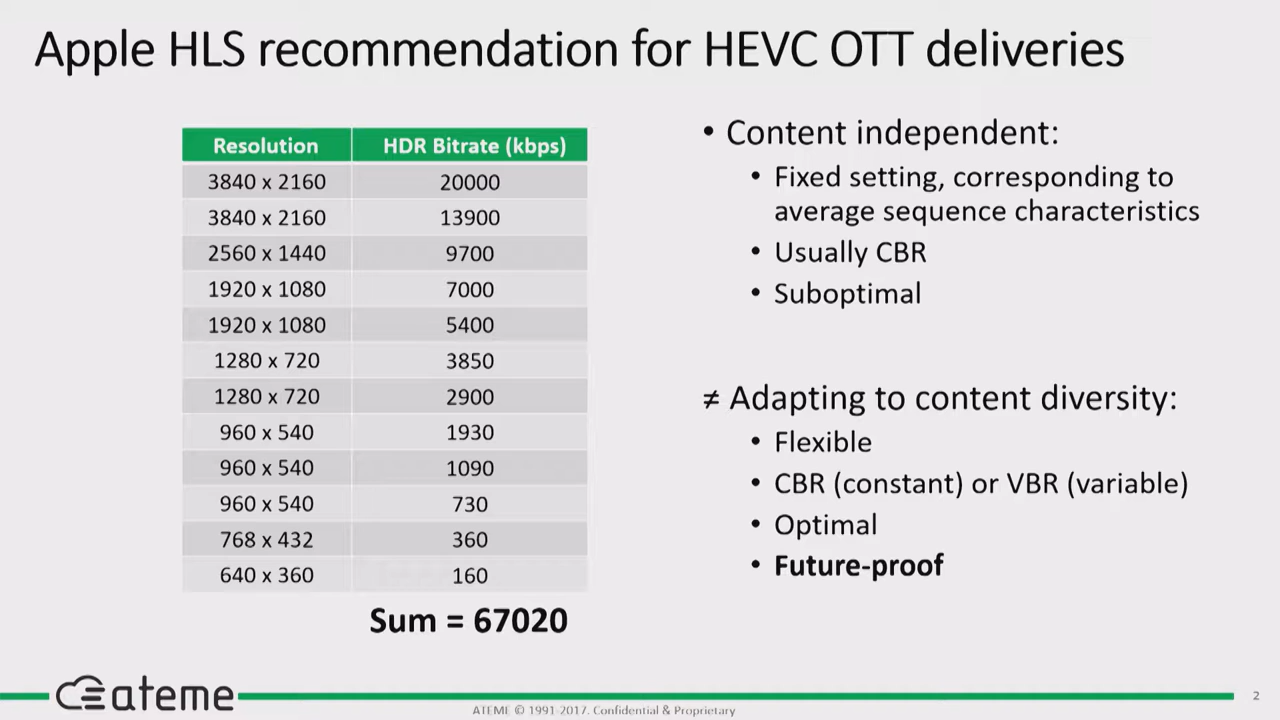 Apple HLS recommendation for HEVC OTT deliveries
Resolution HDR Bitrate (kbps)
3840 x 2160 20000
3840 x 2160 13900
2560 x 1440 9700
1920 x 1080 7000
1920 x 1080 5400
1280 x 720 3850
1280 x 720 2900
960 x 540 1930
960 x 540 1090
960 x 540 730
768 x 432 360
640 x 360 160
Sum = 67020
• Content independent:
• Fixed setting, corresponding to
average sequence characteristics
• Usually CBR
• Suboptimal
≠ Adapting to content diversity:
• Flexible
• CBR (constant) or VBR (variable)
• Optimal
• Future-proof
ateme
ATEME © 1991-2017. Confidential & Proprietary
2